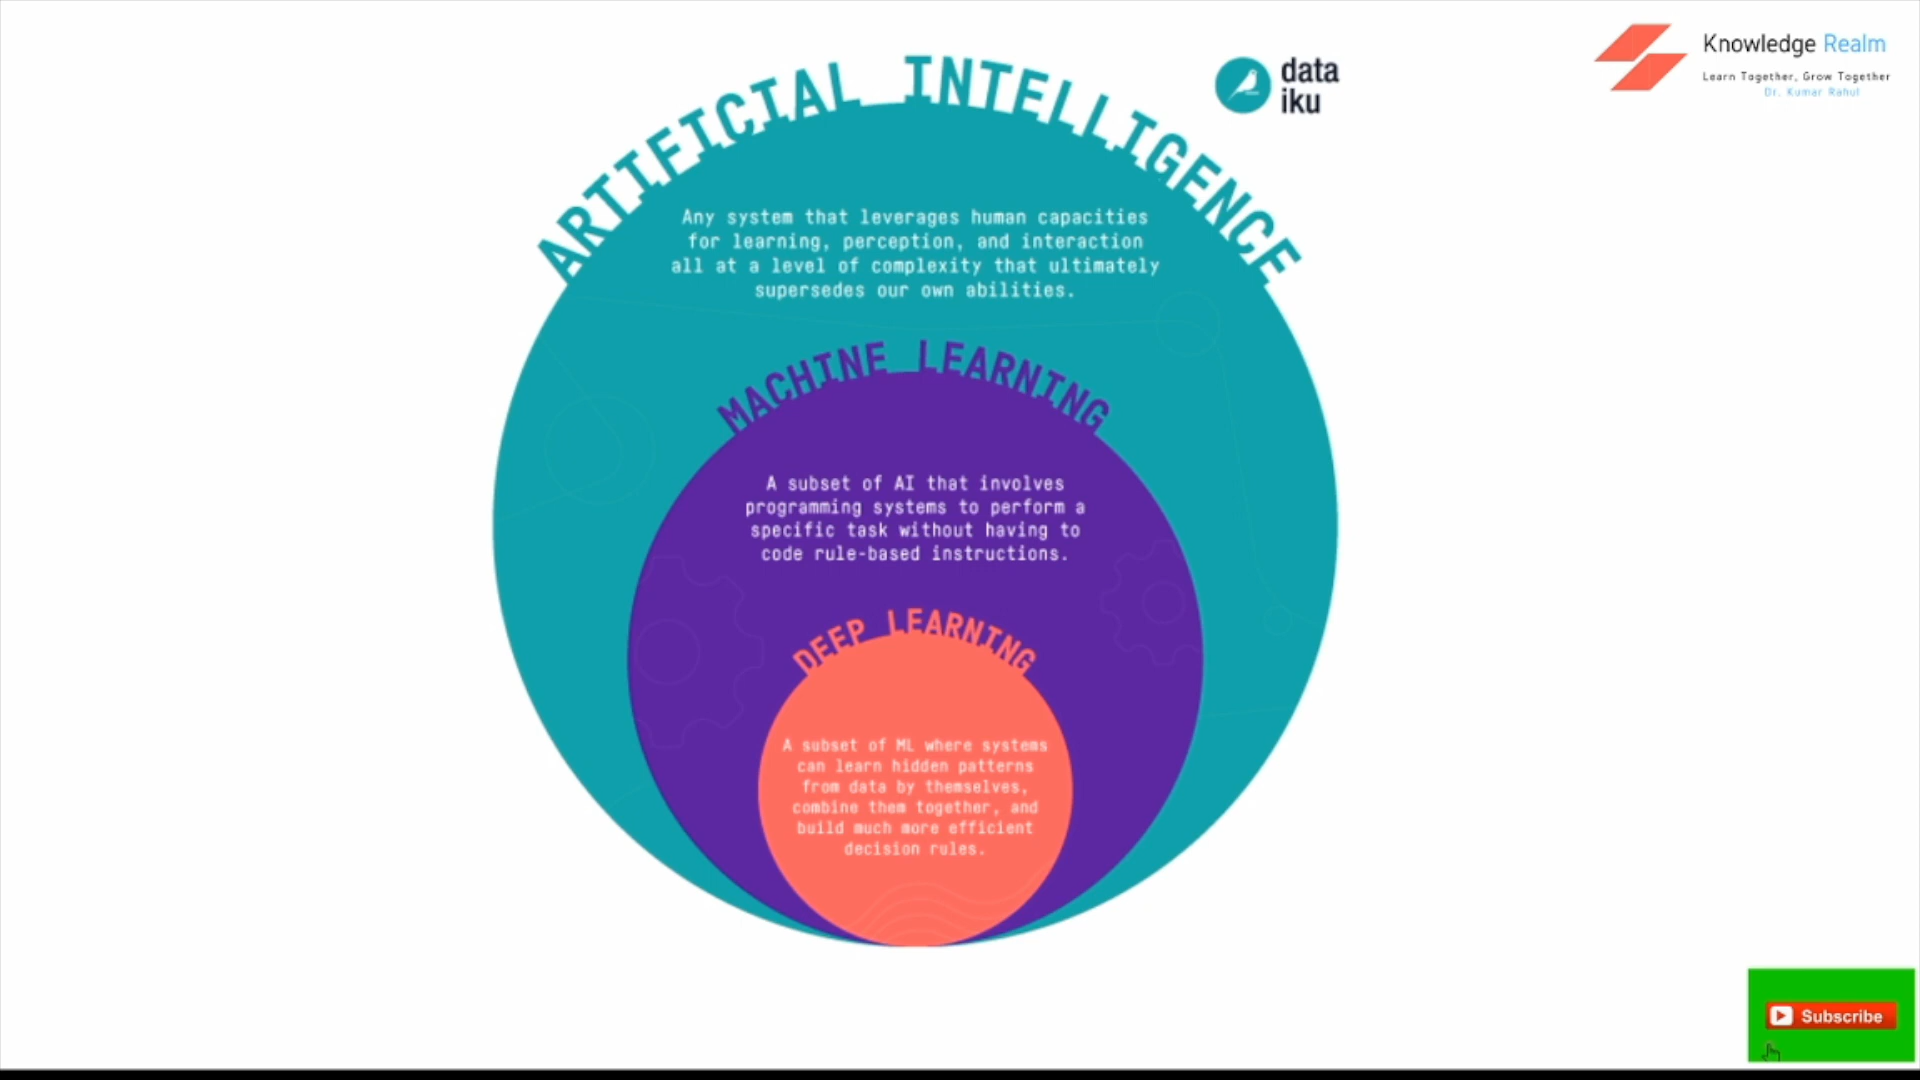 Knowledge Realm
Learn Together, Grow Together
Dr. Kumar Rahul
data
iku
ARTIFICIAL INTELLIGENCE
Any system that leverages human capacities
for learning, perception, and interaction
all at a level of complexity that ultimately
supersedes our own abilities.
MACHINE LEARNING
A subset of AI that involves
programming systems to perform a
specific task without having to
code rule-based instructions.
DEEP LEARNING
A subset of ML where systems
can learn hidden patterns
from data by themselves,
combine them together, and
build much more efficient
decision rules.
Subscribe